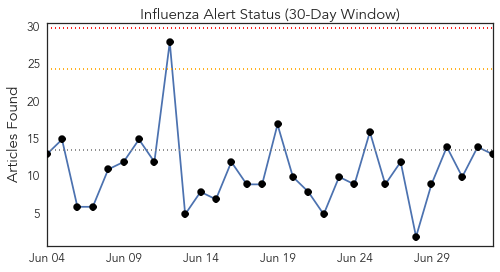 Influenza Alert Status (30-Day Window)
Articles Found
30
25
20
15
10
5
Jun 04 Jun 09 Jun 14 Jun 19 Jun 24 Jun 29